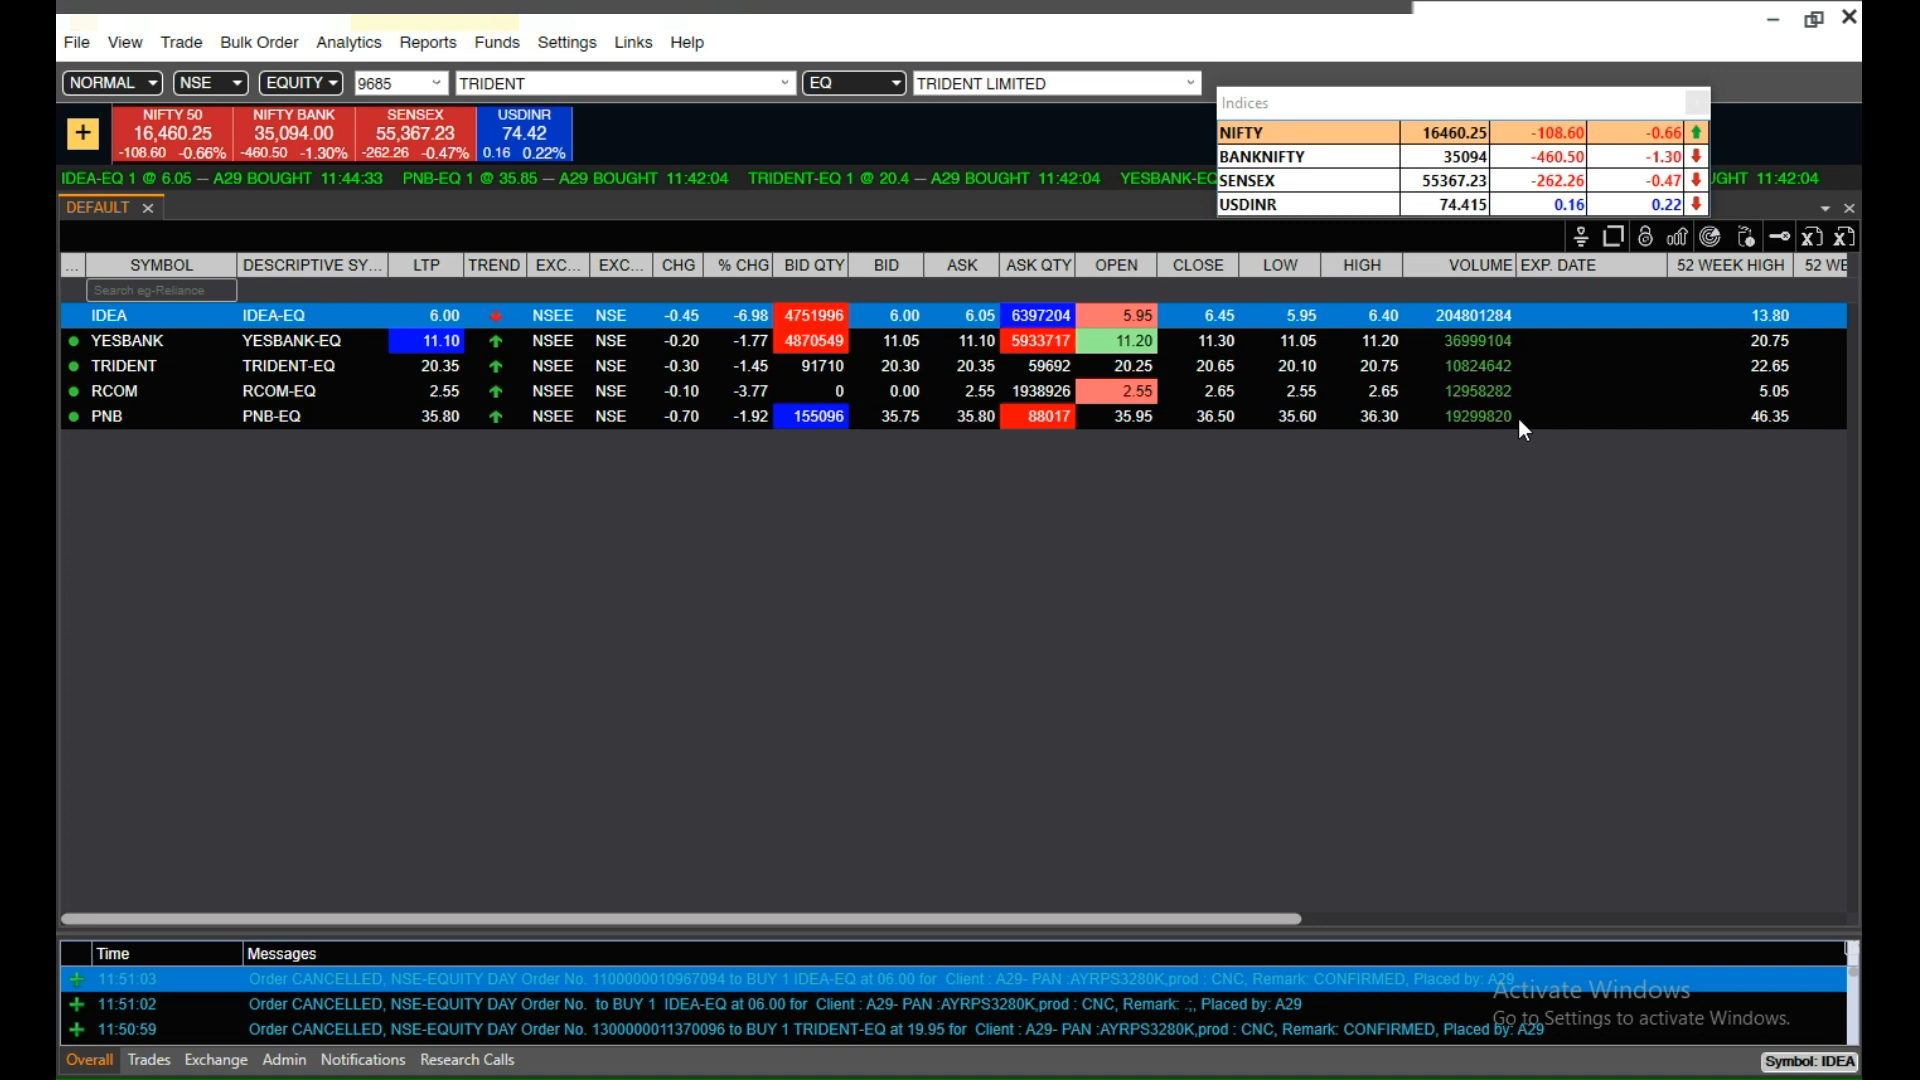 File View Trade Bulk Order Analytics Reports Funds Settings Links Help
NORMAL NSE EQUITY 9685 TRIDENT EQ TRIDENT LIMITED
Indices
NIFTY 50 NIFTY BANK SENSEX USDINR
+ 16,460.25 35,094.00 55,367.23 74.42
-108.60 -0.66% -460.50 -1.30% -262.26 -0.47% 0.16 0.22%
NIFTY 16460.25 -108.60 -0.66
BANKNIFTY 35094 -460.50 -1.30
SENSEX 55367.23 -262.26 -0.47
USDINR 74.415 0.16 0.22
IDEA-EQ 1 @ 6.05 — A29 BOUGHT 11:44:33 PNB-EQ 1 @ 35.85 — A29 BOUGHT 11:42:04 TRIDENT-EQ 1 @ 20.4 — A29 BOUGHT 11:42:04 YESBANK-EQ GHT 11:42:04
DEFAULT
... SYMBOL DESCRIPTIVE SY... LTP TREND EXC... EXC... CHG % CHG BID QTY BID ASK ASK QTY OPEN CLOSE LOW HIGH VOLUME EXP. DATE 52 WEEK HIGH 52 WE
Search eg-Reliance
IDEA IDEA-EQ 6.00 NSEE NSE -0.45 -6.98 4751996 6.00 6.05 6397204 5.95 6.45 5.95 6.40 204801284 13.80
YESBANK YESBANK-EQ 11.10 NSEE NSE -0.20 -1.77 4870549 11.05 11.10 5933717 11.20 11.30 11.05 11.20 36999104 20.75
TRIDENT TRIDENT-EQ 20.35 NSEE NSE -0.30 -1.45 91710 20.30 20.35 59692 20.25 20.65 20.10 20.75 10824642 22.65
RCOM RCOM-EQ 2.55 NSEE NSE -0.10 -3.77 0 0.00 2.55 1938926 2.55 2.65 2.55 2.65 12958282 5.05
PNB PNB-EQ 35.80 NSEE NSE -0.70 -1.92 155096 35.75 35.80 88017 35.95 36.50 35.60 36.30 19299820 46.35
Time Messages
11:51:03 Order CANCELLED, NSE-EQUITY DAY Order No. 1100000010967094 to BUY 1 IDEA-EQ at 06.00 for Client : A29- PAN :AYRPS3280K,prod : CNC, Remark: CONFIRMED, Placed by: A29
11:51:02 Order CANCELLED, NSE-EQUITY DAY Order No. to BUY 1 IDEA-EQ at 06.00 for Client : A29- PAN :AYRPS3280K,prod : CNC, Remark: .;, Placed by: A29
11:50:59 Order CANCELLED, NSE-EQUITY DAY Order No. 1300000011370096 to BUY 1 TRIDENT-EQ at 19.95 for Client : A29- PAN :AYRPS3280K,prod : CNC, Remark: CONFIRMED, Placed by: A29
Activate Windows
Go to Settings to activate Windows.
Overall Trades Exchange Admin Notifications Research Calls
Symbol: IDEA